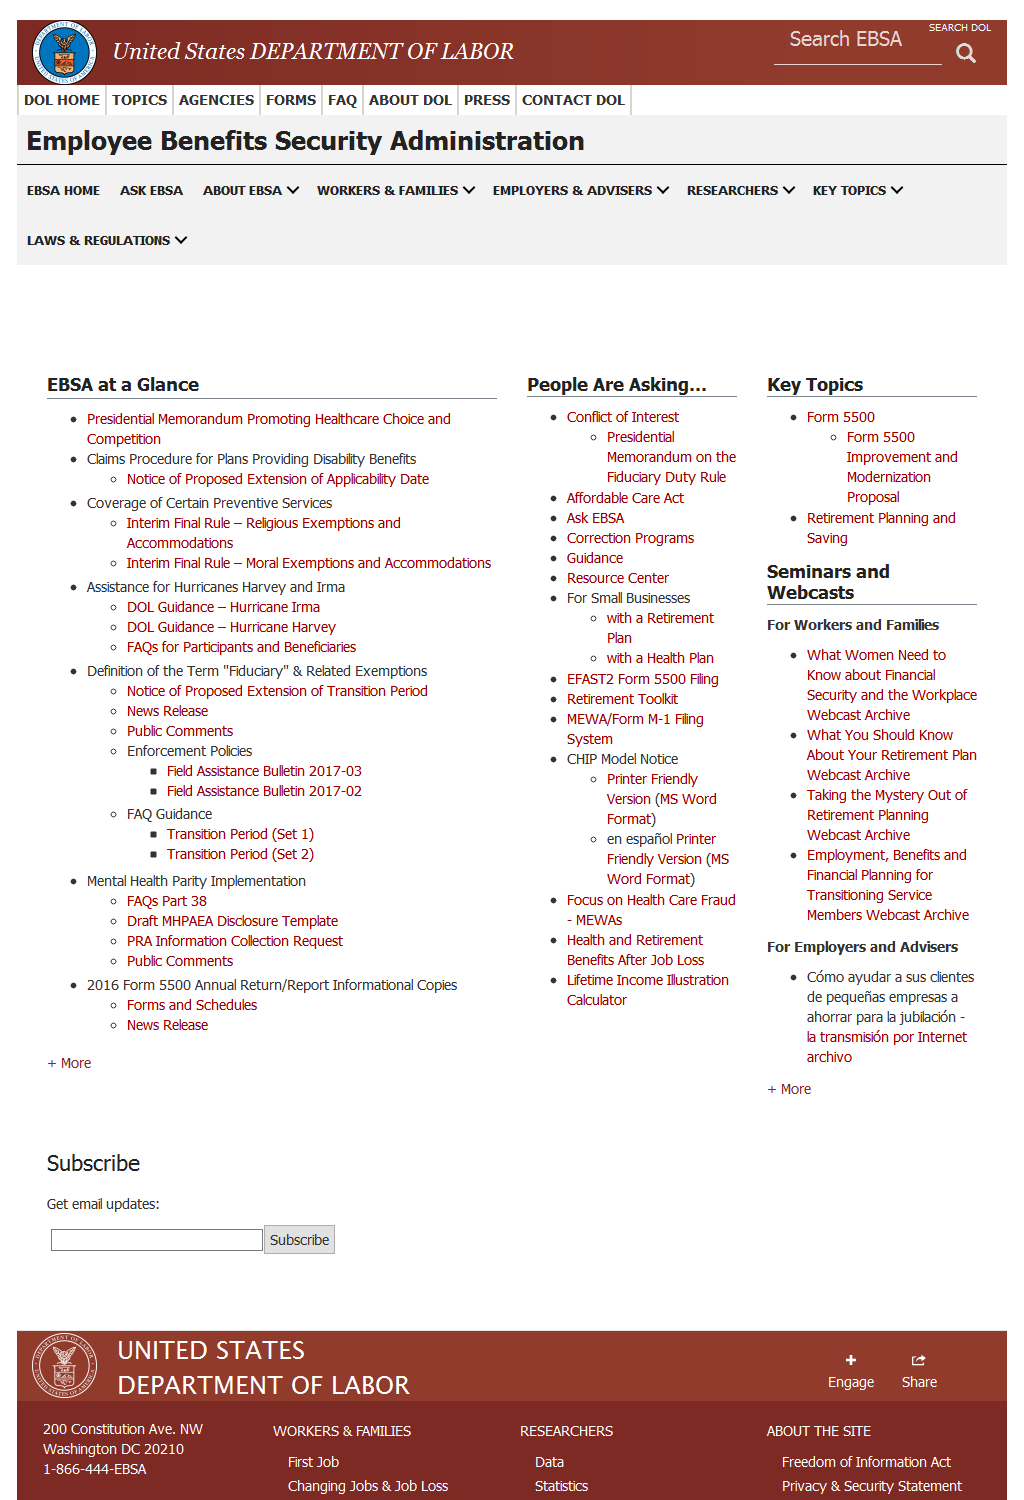 United States DEPARTMENT OF LABOR
Search EBSA
SEARCH DOL
DOL HOME
TOPICS
AGENCIES
FORMS
FAQ
ABOUT DOL
PRESS
CONTACT DOL
Employee Benefits Security Administration
EBSA HOME
ASK EBSA
ABOUT EBSA
WORKERS & FAMILIES
EMPLOYERS & ADVISERS
RESEARCHERS
KEY TOPICS
LAWS & REGULATIONS
EBSA at a Glance
Presidential Memorandum Promoting Healthcare Choice and
Competition
Claims Procedure for Plans Providing Disability Benefits
Notice of Proposed Extension of Applicability Date
Coverage of Certain Preventive Services
Interim Final Rule – Religious Exemptions and
Accommodations
Interim Final Rule – Moral Exemptions and Accommodations
Assistance for Hurricanes Harvey and Irma
DOL Guidance – Hurricane Irma
DOL Guidance – Hurricane Harvey
FAQs for Participants and Beneficiaries
Definition of the Term "Fiduciary" & Related Exemptions
Notice of Proposed Extension of Transition Period
News Release
Public Comments
Enforcement Policies
Field Assistance Bulletin 2017-03
Field Assistance Bulletin 2017-02
FAQ Guidance
Transition Period (Set 1)
Transition Period (Set 2)
Mental Health Parity Implementation
FAQs Part 38
Draft MHPAEA Disclosure Template
PRA Information Collection Request
Public Comments
2016 Form 5500 Annual Return/Report Informational Copies
Forms and Schedules
News Release
+ More
People Are Asking...
Conflict of Interest
Presidential
Memorandum on the
Fiduciary Duty Rule
Affordable Care Act
Ask EBSA
Correction Programs
Guidance
Resource Center
For Small Businesses
with a Retirement
Plan
with a Health Plan
EFAST2 Form 5500 Filing
Retirement Toolkit
MEWA/Form M-1 Filing
System
CHIP Model Notice
Printer Friendly
Version (MS Word
Format)
en español Printer
Friendly Version (MS
Word Format)
Focus on Health Care Fraud
- MEWAs
Health and Retirement
Benefits After Job Loss
Lifetime Income Illustration
Calculator
Key Topics
Form 5500
Form 5500
Improvement and
Modernization
Proposal
Retirement Planning and
Saving
Seminars and
Webcasts
For Workers and Families
What Women Need to
Know about Financial
Security and the Workplace
Webcast Archive
What You Should Know
About Your Retirement Plan
Webcast Archive
Taking the Mystery Out of
Retirement Planning
Webcast Archive
Employment, Benefits and
Financial Planning for
Transitioning Service
Members Webcast Archive
For Employers and Advisers
Cómo ayudar a sus clientes
de pequeñas empresas a
ahorrar para la jubilación -
la transmisión por Internet
archivo
+ More
Subscribe
Get email updates:
Subscribe
UNITED STATES
DEPARTMENT OF LABOR
Engage
Share
200 Constitution Ave. NW
Washington DC 20210
1-866-444-EBSA
WORKERS & FAMILIES
First Job
Changing Jobs & Job Loss
RESEARCHERS
Data
Statistics
ABOUT THE SITE
Freedom of Information Act
Privacy & Security Statement